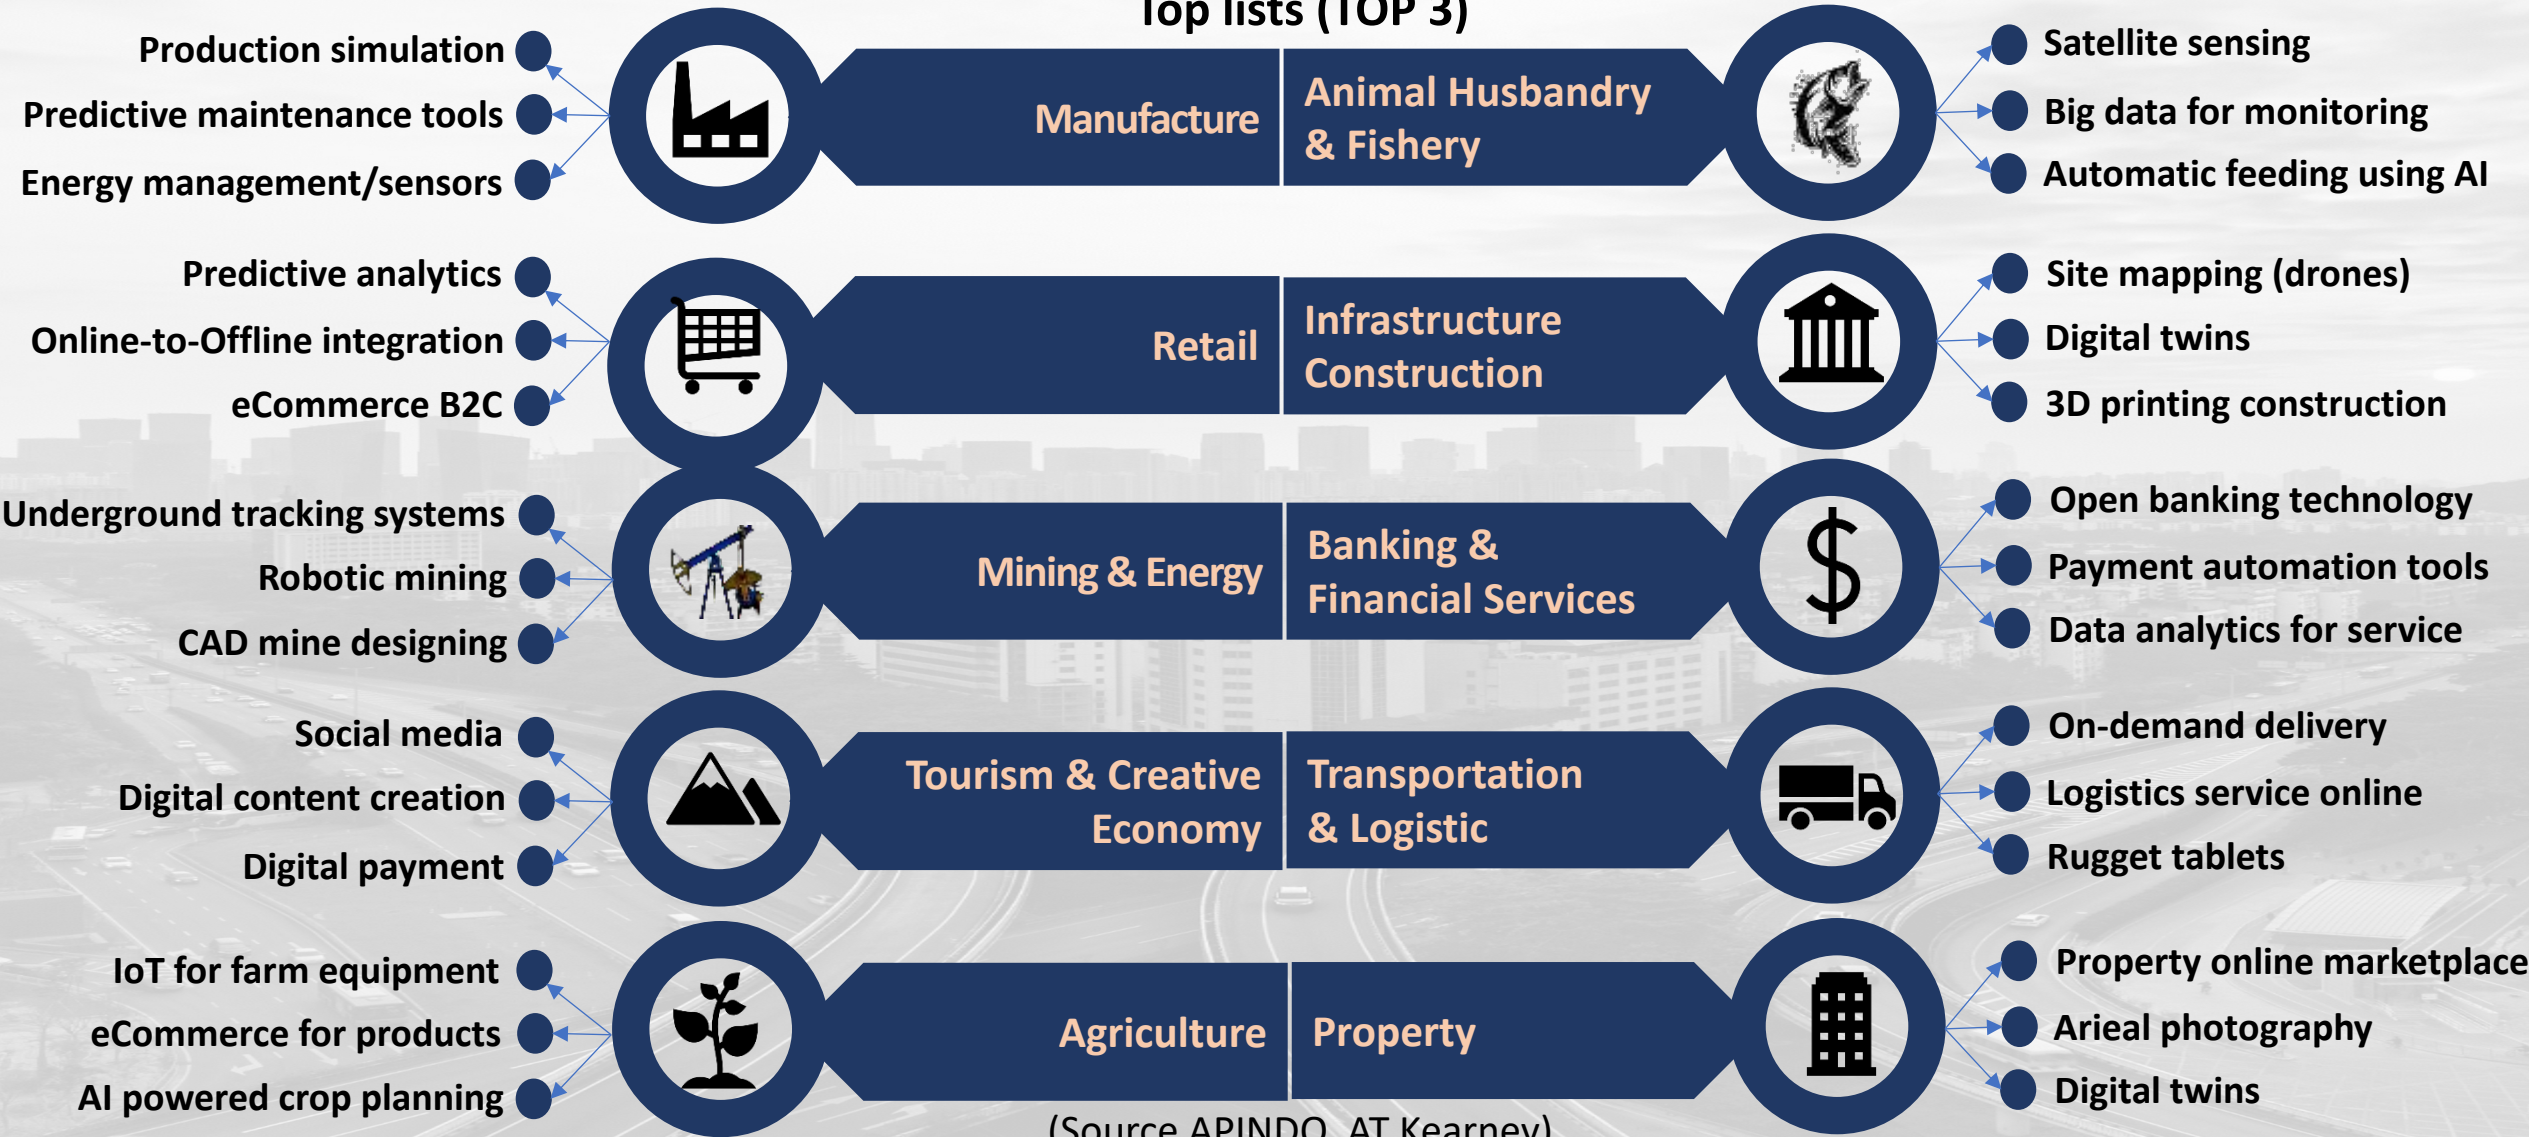 Top lists (TOP 3)
Production simulation
Predictive maintenance tools
Energy management/sensors
Manufacture
Animal Husbandry
& Fishery
Satellite sensing
Big data for monitoring
Automatic feeding using AI
Predictive analytics
Online-to-Offline integration
eCommerce B2C
Retail
Infrastructure
Construction
Site mapping (drones)
Digital twins
3D printing construction
Underground tracking systems
Robotic mining
CAD mine designing
Mining & Energy
Banking &
Financial Services
Open banking technology
Payment automation tools
Data analytics for service
Social media
Digital content creation
Digital payment
Tourism & Creative
Economy
Transportation
& Logistic
On-demand delivery
Logistics service online
Rugget tablets
IoT for farm equipment
eCommerce for products
AI powered crop planning
Agriculture
Property
Property online marketplace
Arieal photography
Digital twins
(Source APINDO, AT Kearney)